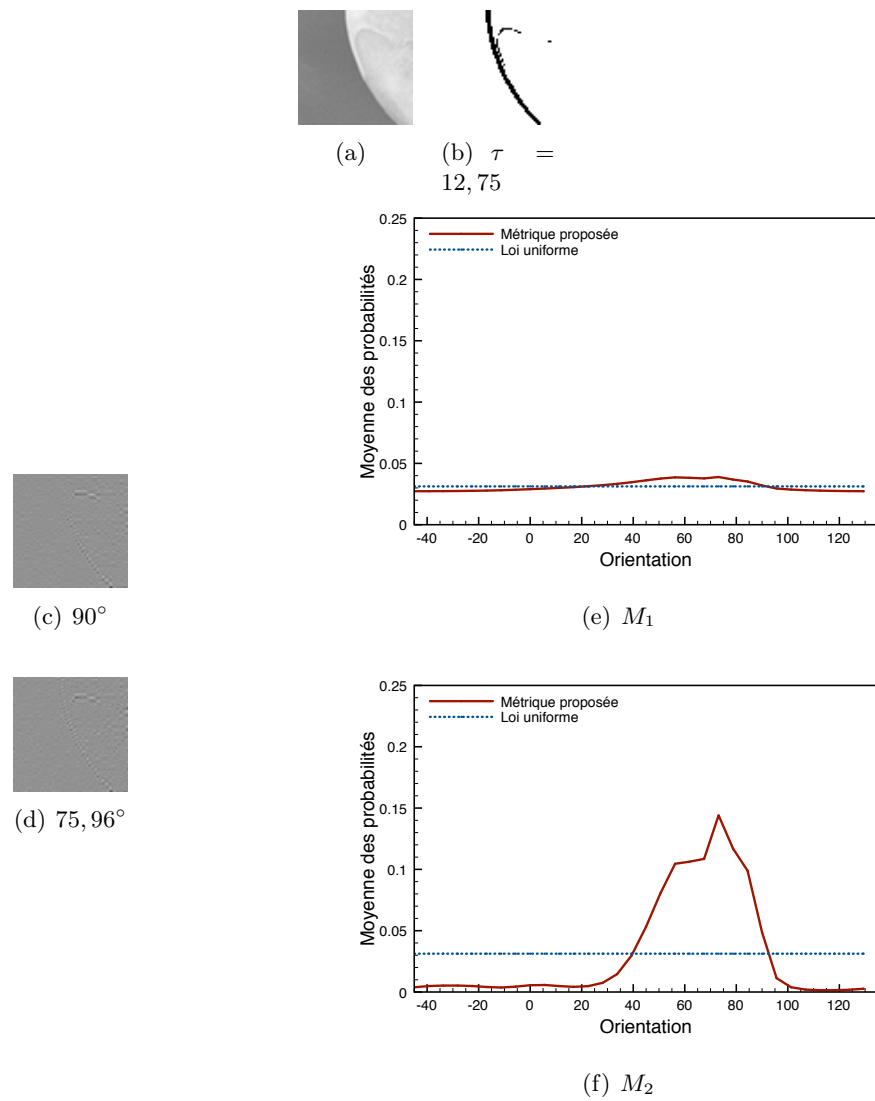 (a)
(b) τ =
12, 75
0.25
0.2
0.15
0.1
0.05
0
Moyenne des probabilités
Métrique proposée
Loi uniforme
-40 -20 0 20 40 60 80 100 120
Orientation
(c) 90°
(e) M₁
(d) 75, 96°
0.25
0.2
0.15
0.1
0.05
0
Moyenne des probabilités
Métrique proposée
Loi uniforme
-40 -20 0 20 40 60 80 100 120
Orientation
(f) M₂